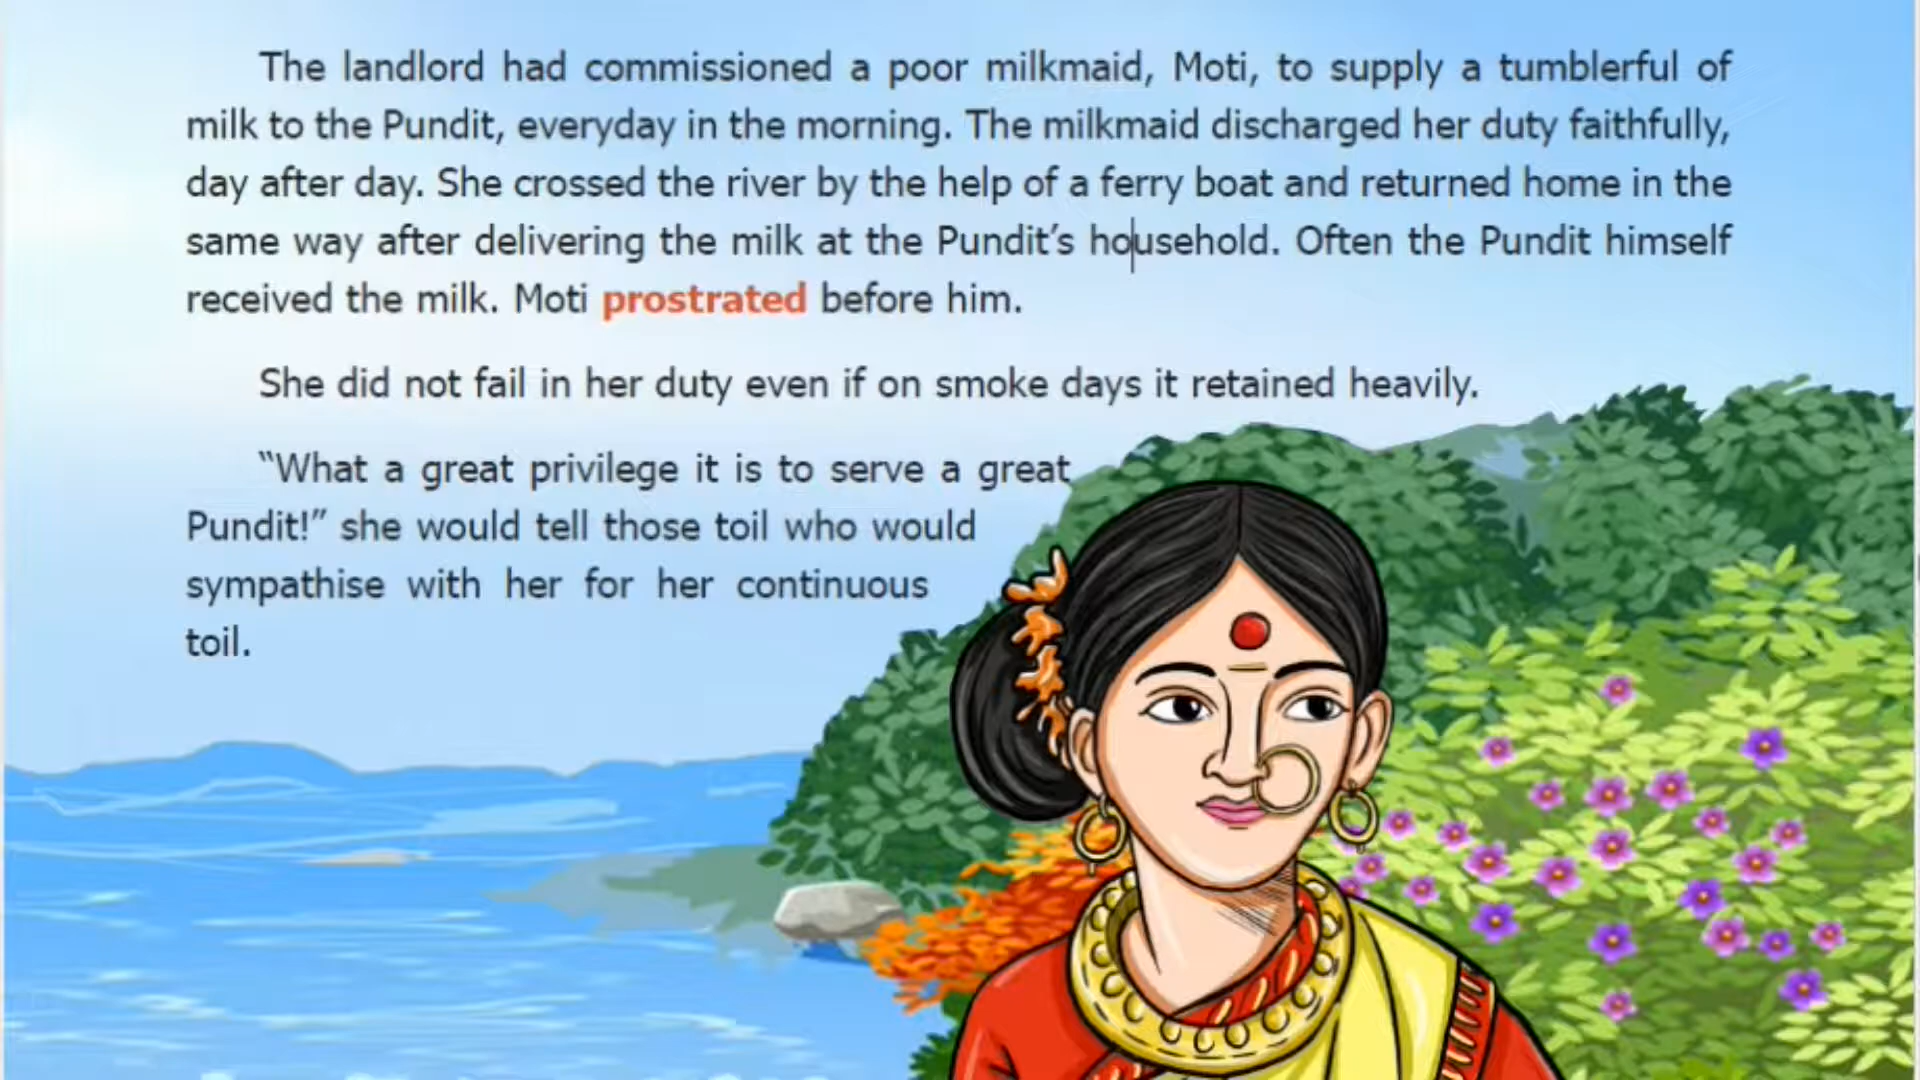 The landlord had commissioned a poor milkmaid, Moti, to supply a tumblerful of
milk to the Pundit, everyday in the morning. The milkmaid discharged her duty faithfully,
day after day. She crossed the river by the help of a ferry boat and returned home in the
same way after delivering the milk at the Pundit’s household. Often the Pundit himself
received the milk. Moti prostrated before him.
She did not fail in her duty even if on smoke days it retained heavily.
“What a great privilege it is to serve a great
Pundit!” she would tell those toil who would
sympathise with her for her continuous
toil.